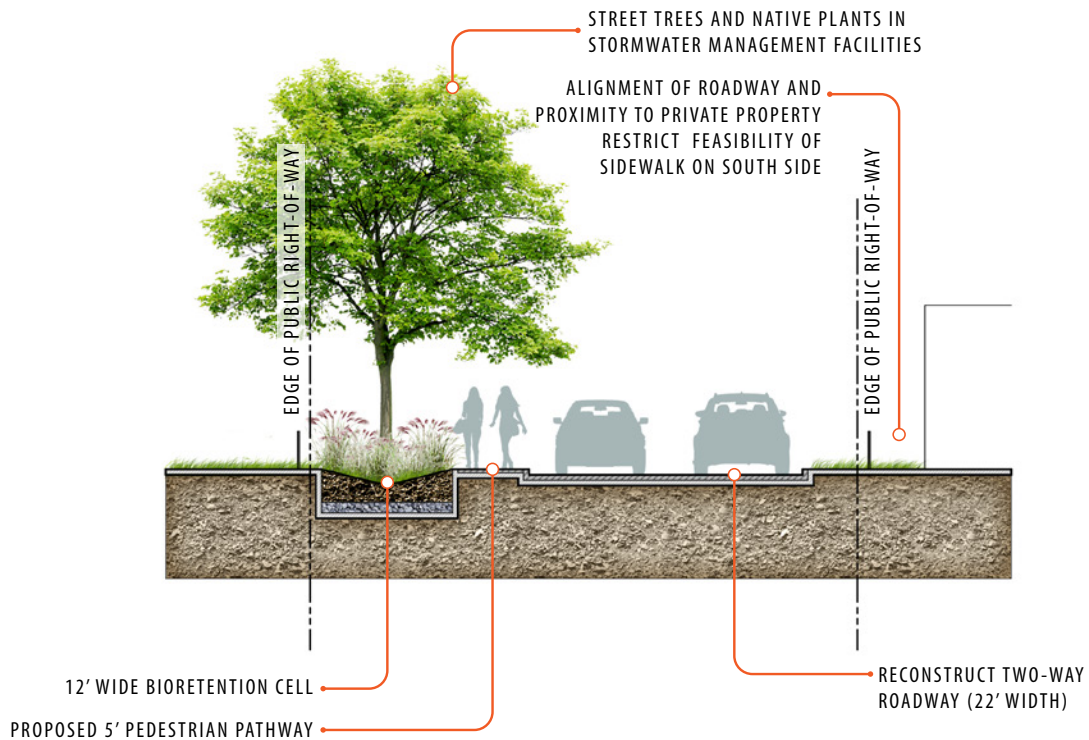 STREET TREES AND NATIVE PLANTS IN
STORMWATER MANAGEMENT FACILITIES
ALIGNMENT OF ROADWAY AND
PROXIMITY TO PRIVATE PROPERTY
RESTRICT FEASIBILITY OF
SIDEWALK ON SOUTH SIDE
EDGE OF PUBLIC RIGHT-OF-WAY
EDGE OF PUBLIC RIGHT-OF-WAY
12’ WIDE BIORETENTION CELL
PROPOSED 5’ PEDESTRIAN PATHWAY
RECONSTRUCT TWO-WAY
ROADWAY (22’ WIDTH)